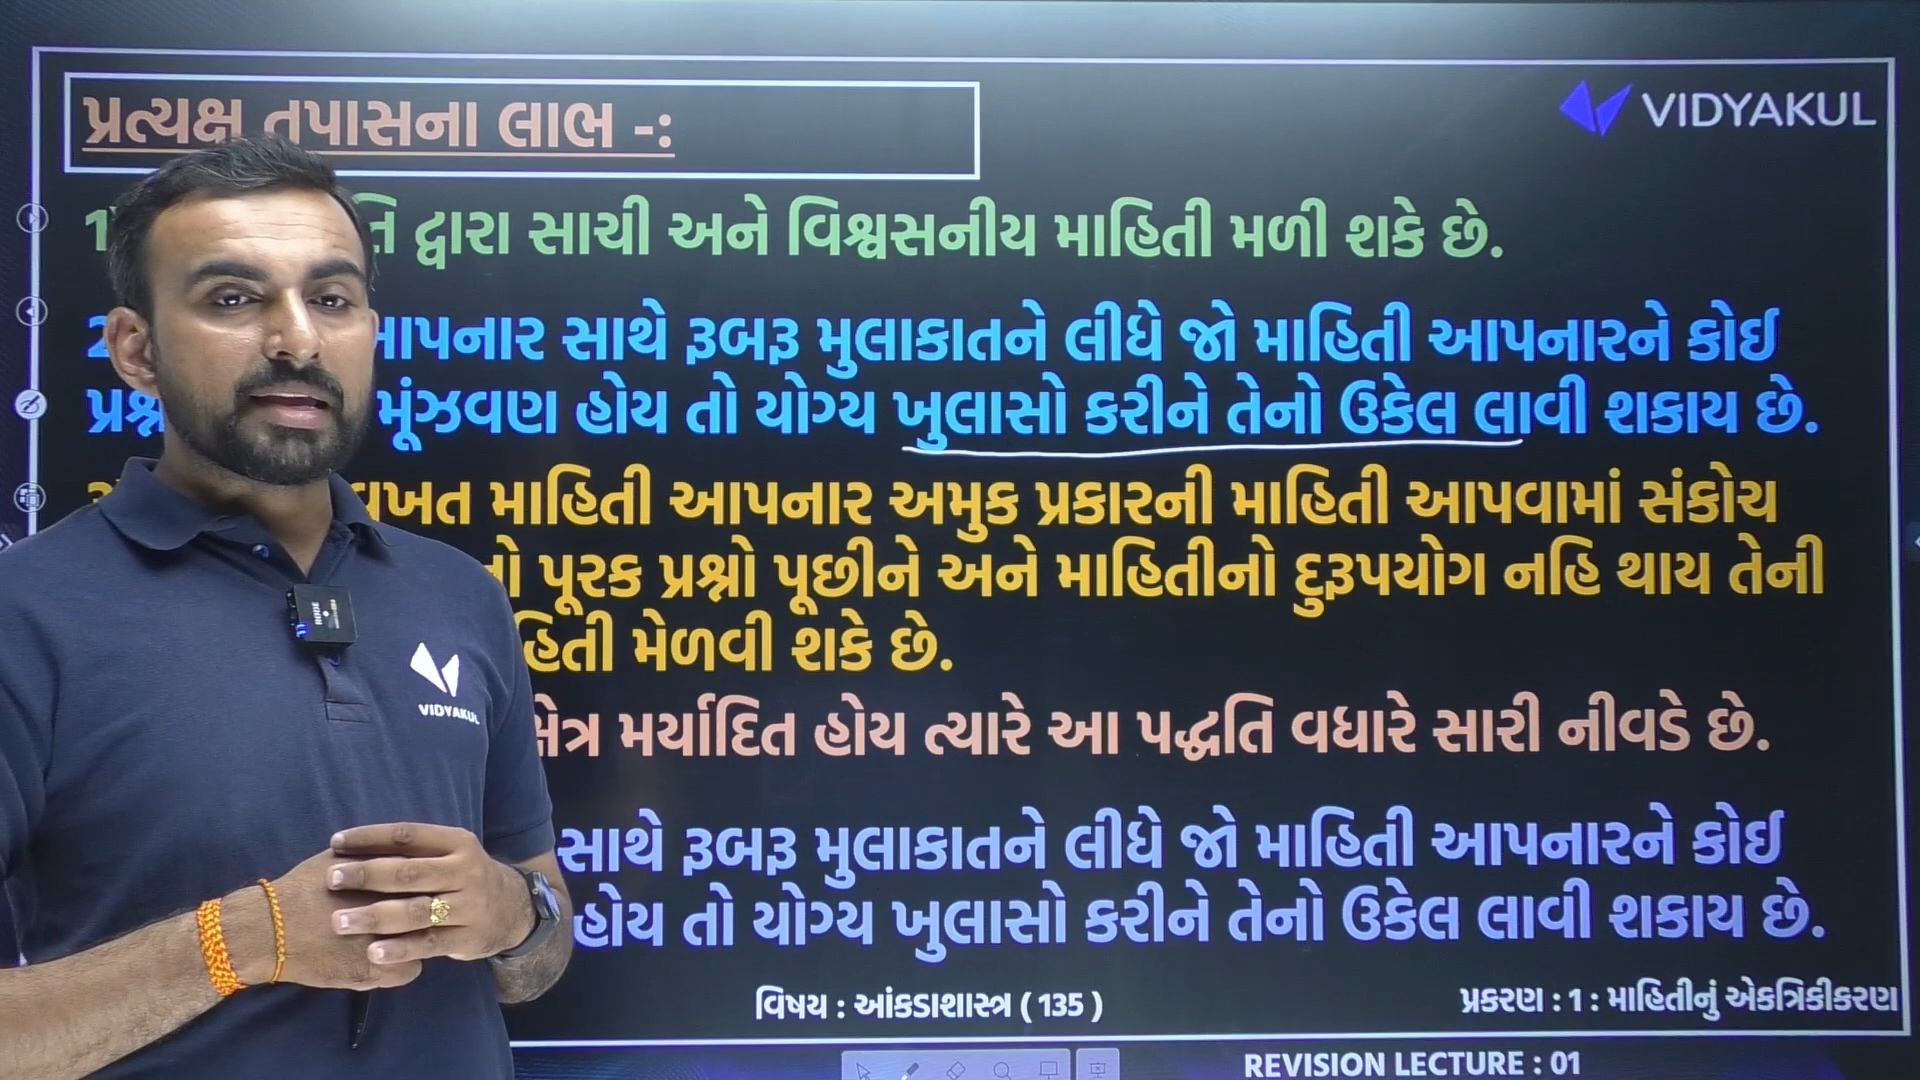 પ્રત્યક્ષ તપાસના લાભ -:
VIDYAKUL
દ્વારા સાચી અને વિશ્વસનીય માહિતી મળી શકે છે.
સાથે રૂબરૂ મુલાકાતને લીધે જો માહિતી આપનારને કોઈ
મૂંઝવણ હોય તો યોગ્ય ખુલાસો કરીને તેનો ઉકેલ લાવી શકાય છે.
માહિતી આપનાર અમુક પ્રકારની માહિતી આપવામાં સંકોચ
પૂરક પ્રશ્નો પૂછીને અને માહિતીનો દુરૂપયોગ નહિ થાય તેની
મેળવી શકે છે.
મર્યાદિત હોય ત્યારે આ પદ્ધતિ વધારે સારી નીવડે છે.
સાથે રૂબરૂ મુલાકાતને લીધે જો માહિતી આપનારને કોઈ
હોય તો યોગ્ય ખુલાસો કરીને તેનો ઉકેલ લાવી શકાય છે.
વિષય : આંકડાશાસ્ત્ર ( 135 )
પ્રકરણ : 1 : માહિતીનું એકત્રિકીકરણ
REVISION LECTURE : 01
RODE
VIDYAKUL